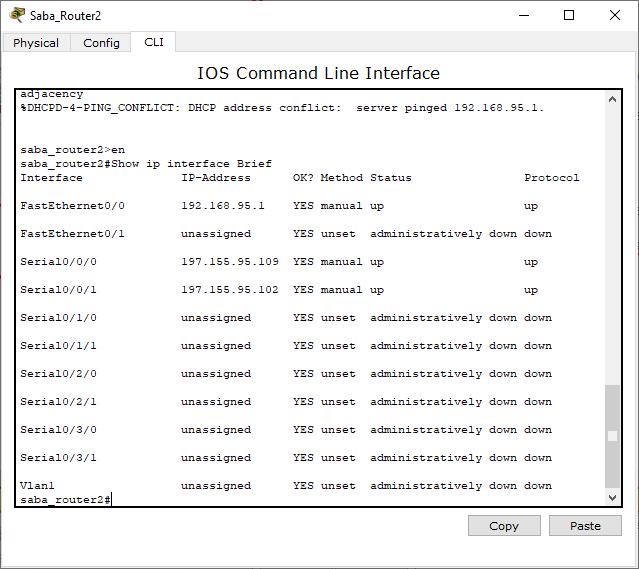 Saba_Router2
Physical Config CLI
IOS Command Line Interface
adjacency
%DHCPD-4-PING_CONFLICT: DHCP address conflict:  server pinged 192.168.95.1.
saba_router2>en
saba_router2#Show ip interface Brief
Interface IP-Address OK? Method Status Protocol
FastEthernet0/0 192.168.95.1 YES manual up up
FastEthernet0/1 unassigned YES unset administratively down down
Serial0/0/0 197.155.95.109 YES manual up up
Serial0/0/1 197.155.95.102 YES manual up up
Serial0/1/0 unassigned YES unset administratively down down
Serial0/1/1 unassigned YES unset administratively down down
Serial0/2/0 unassigned YES unset administratively down down
Serial0/2/1 unassigned YES unset administratively down down
Serial0/3/0 unassigned YES unset administratively down down
Serial0/3/1 unassigned YES unset administratively down down
Vlan1 unassigned YES unset administratively down down
saba_router2#
Copy Paste